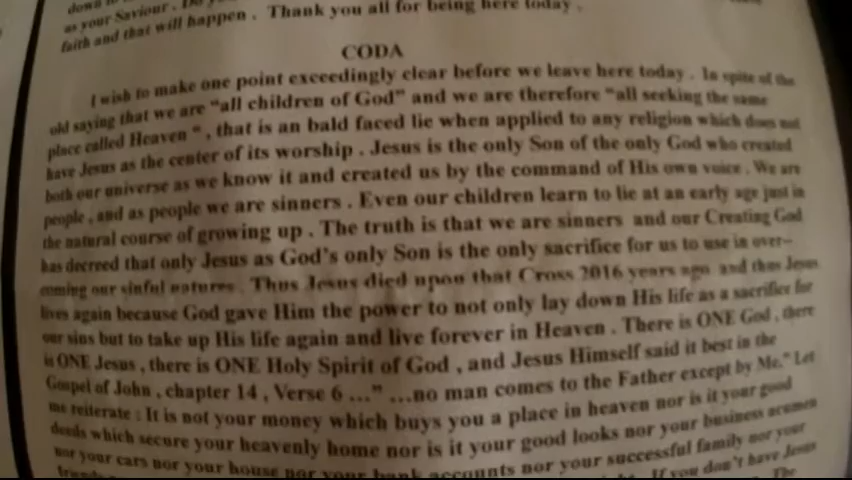 down to
as your Saviour . Do
faith and that will happen . Thank you all for being here today .
CODA
I wish to make one point exceedingly clear before we leave here today . In spite of the
old saying that we are "all children of God" and we are therefore "all seeking the same
place called Heaven " , that is an bald faced lie when applied to any religion which does not
have Jesus as the center of its worship . Jesus is the only Son of the only God who created
both our universe as we know it and created us by the command of His own voice . We are
people , and as people we are sinners . Even our children learn to lie at an early age just in
the natural course of growing up . The truth is that we are sinners and our Creating God
has decreed that only Jesus as God's only Son is the only sacrifice for us to use in over-
coming our sinful natures . Thus Jesus died upon that Cross 2016 years ago and thus Jesus
lives again because God gave Him the power to not only lay down His life as a sacrifice for
our sins but to take up His life again and live forever in Heaven . There is ONE God , there
is ONE Jesus , there is ONE Holy Spirit of God , and Jesus Himself said it best in the
Gospel of John , chapter 14 , Verse 6 ..." ...no man comes to the Father except by Me." Let
me reiterate : It is not your money which buys you a place in heaven nor is it your good
deeds which secure your heavenly home nor is it your good looks nor your business acumen
nor your cars nor your house nor your bank accounts nor your successful family nor your
If you don't have Jesus
The